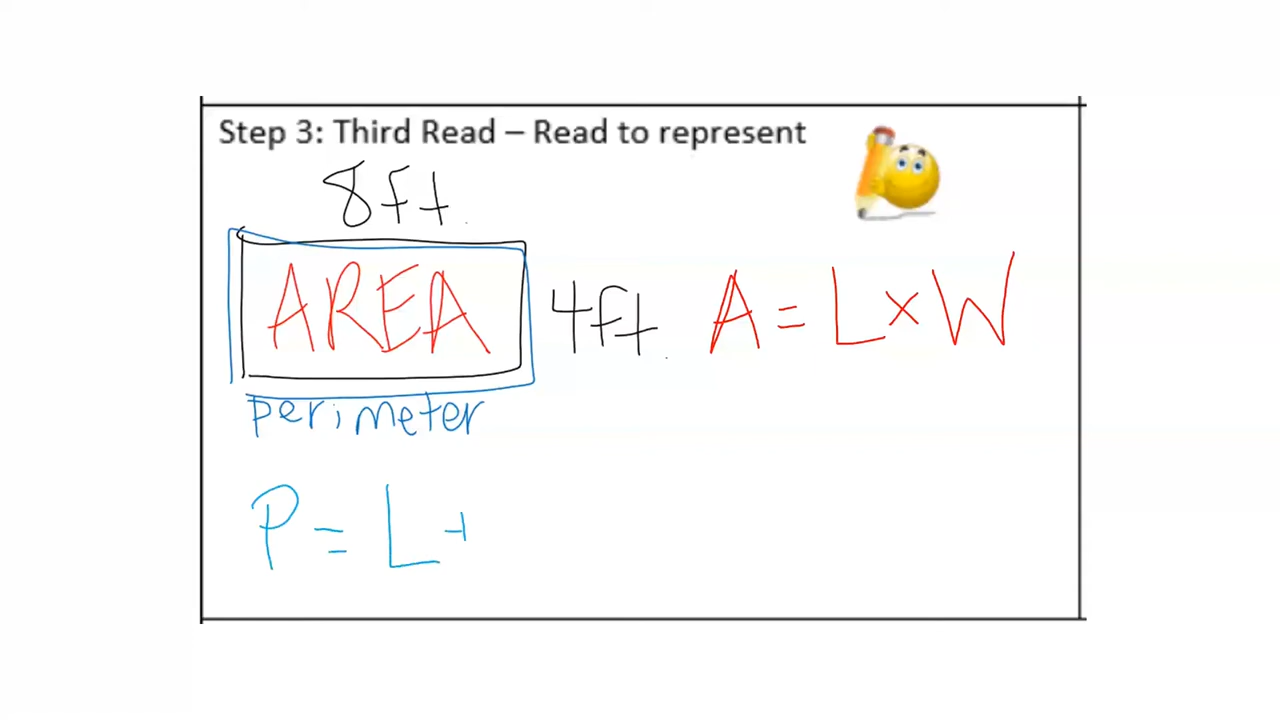 Step 3: Third Read – Read to represent
8ft.
AREA
4ft.
A = L x W
perimeter
P = L +